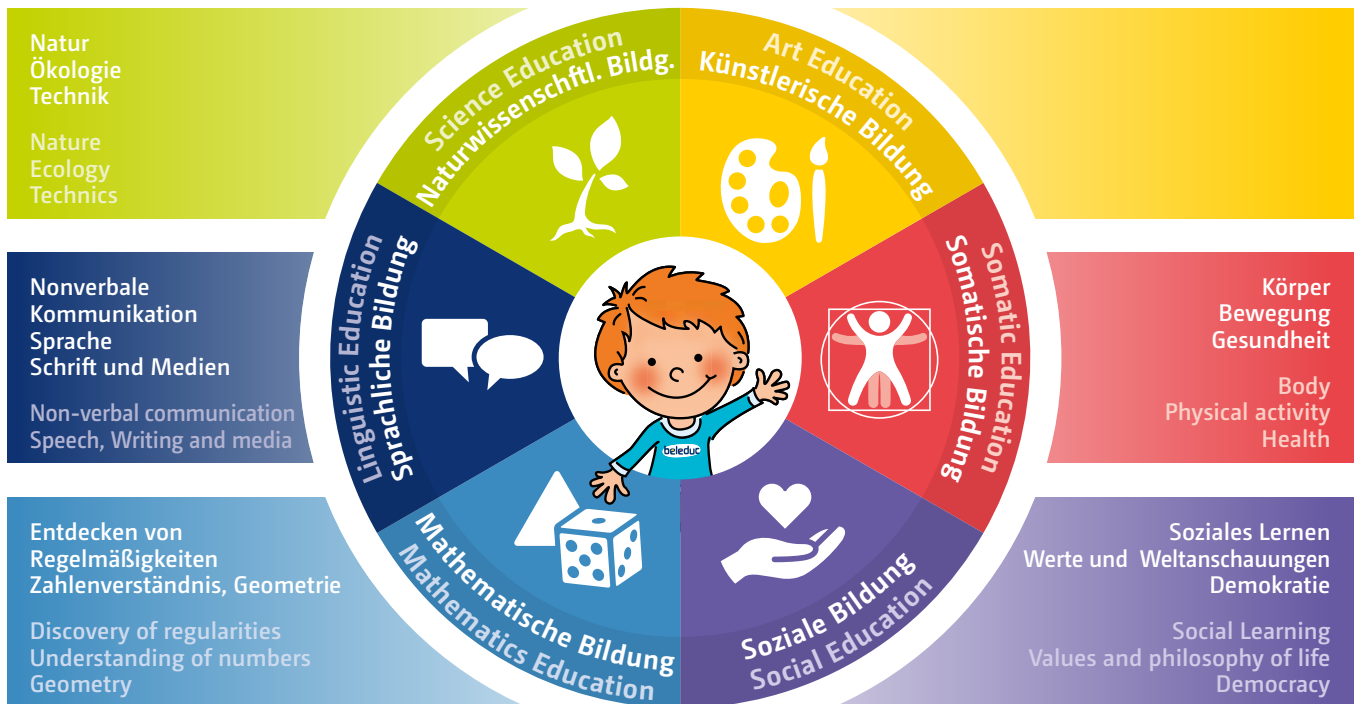 Natur
Ökologie
Technik
Nature
Ecology
Technics
Science Education
Naturwissenschftl. Bildg.
Art Education
Künstlerische Bildung
Nonverbale
Kommunikation
Sprache
Schrift und Medien
Non-verbal communication
Speech, Writing and media
Linguistic Education
Sprachliche Bildung
Somatic Education
Somatische Bildung
Körper
Bewegung
Gesundheit
Body
Physical activity
Health
beleduc
Entdecken von
Regelmäßigkeiten
Zahlenverständnis, Geometrie
Discovery of regularities
Understanding of numbers
Geometry
Mathematische Bildung
Mathematics Education
Soziale Bildung
Social Education
Soziales Lernen
Werte und Weltanschauungen
Demokratie
Social Learning
Values and philosophy of life
Democracy